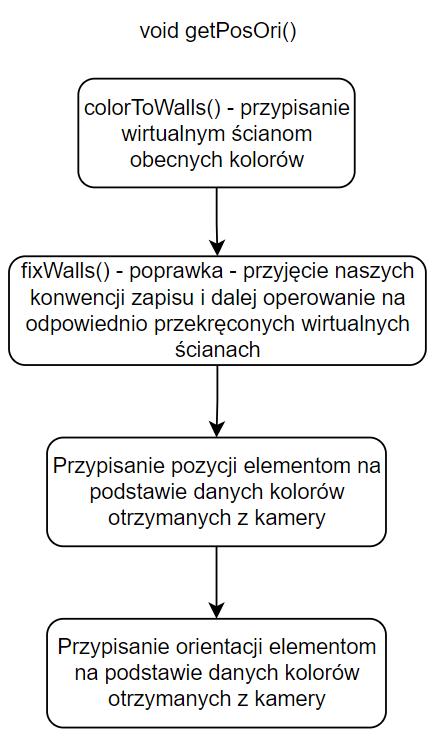 void getPosOri()
colorToWalls() - przypisanie
wirtualnym ścianom
obecnych kolorów
fixWalls() - poprawka - przyjęcie naszych
konwencji zapisu i dalej operowanie na
odpowiednio przekręconych wirtualnych
ścianach
Przypisanie pozycji elementom na
podstawie danych kolorów
otrzymanych z kamery
Przypisanie orientacji elementom
na podstawie danych kolorów
otrzymanych z kamery